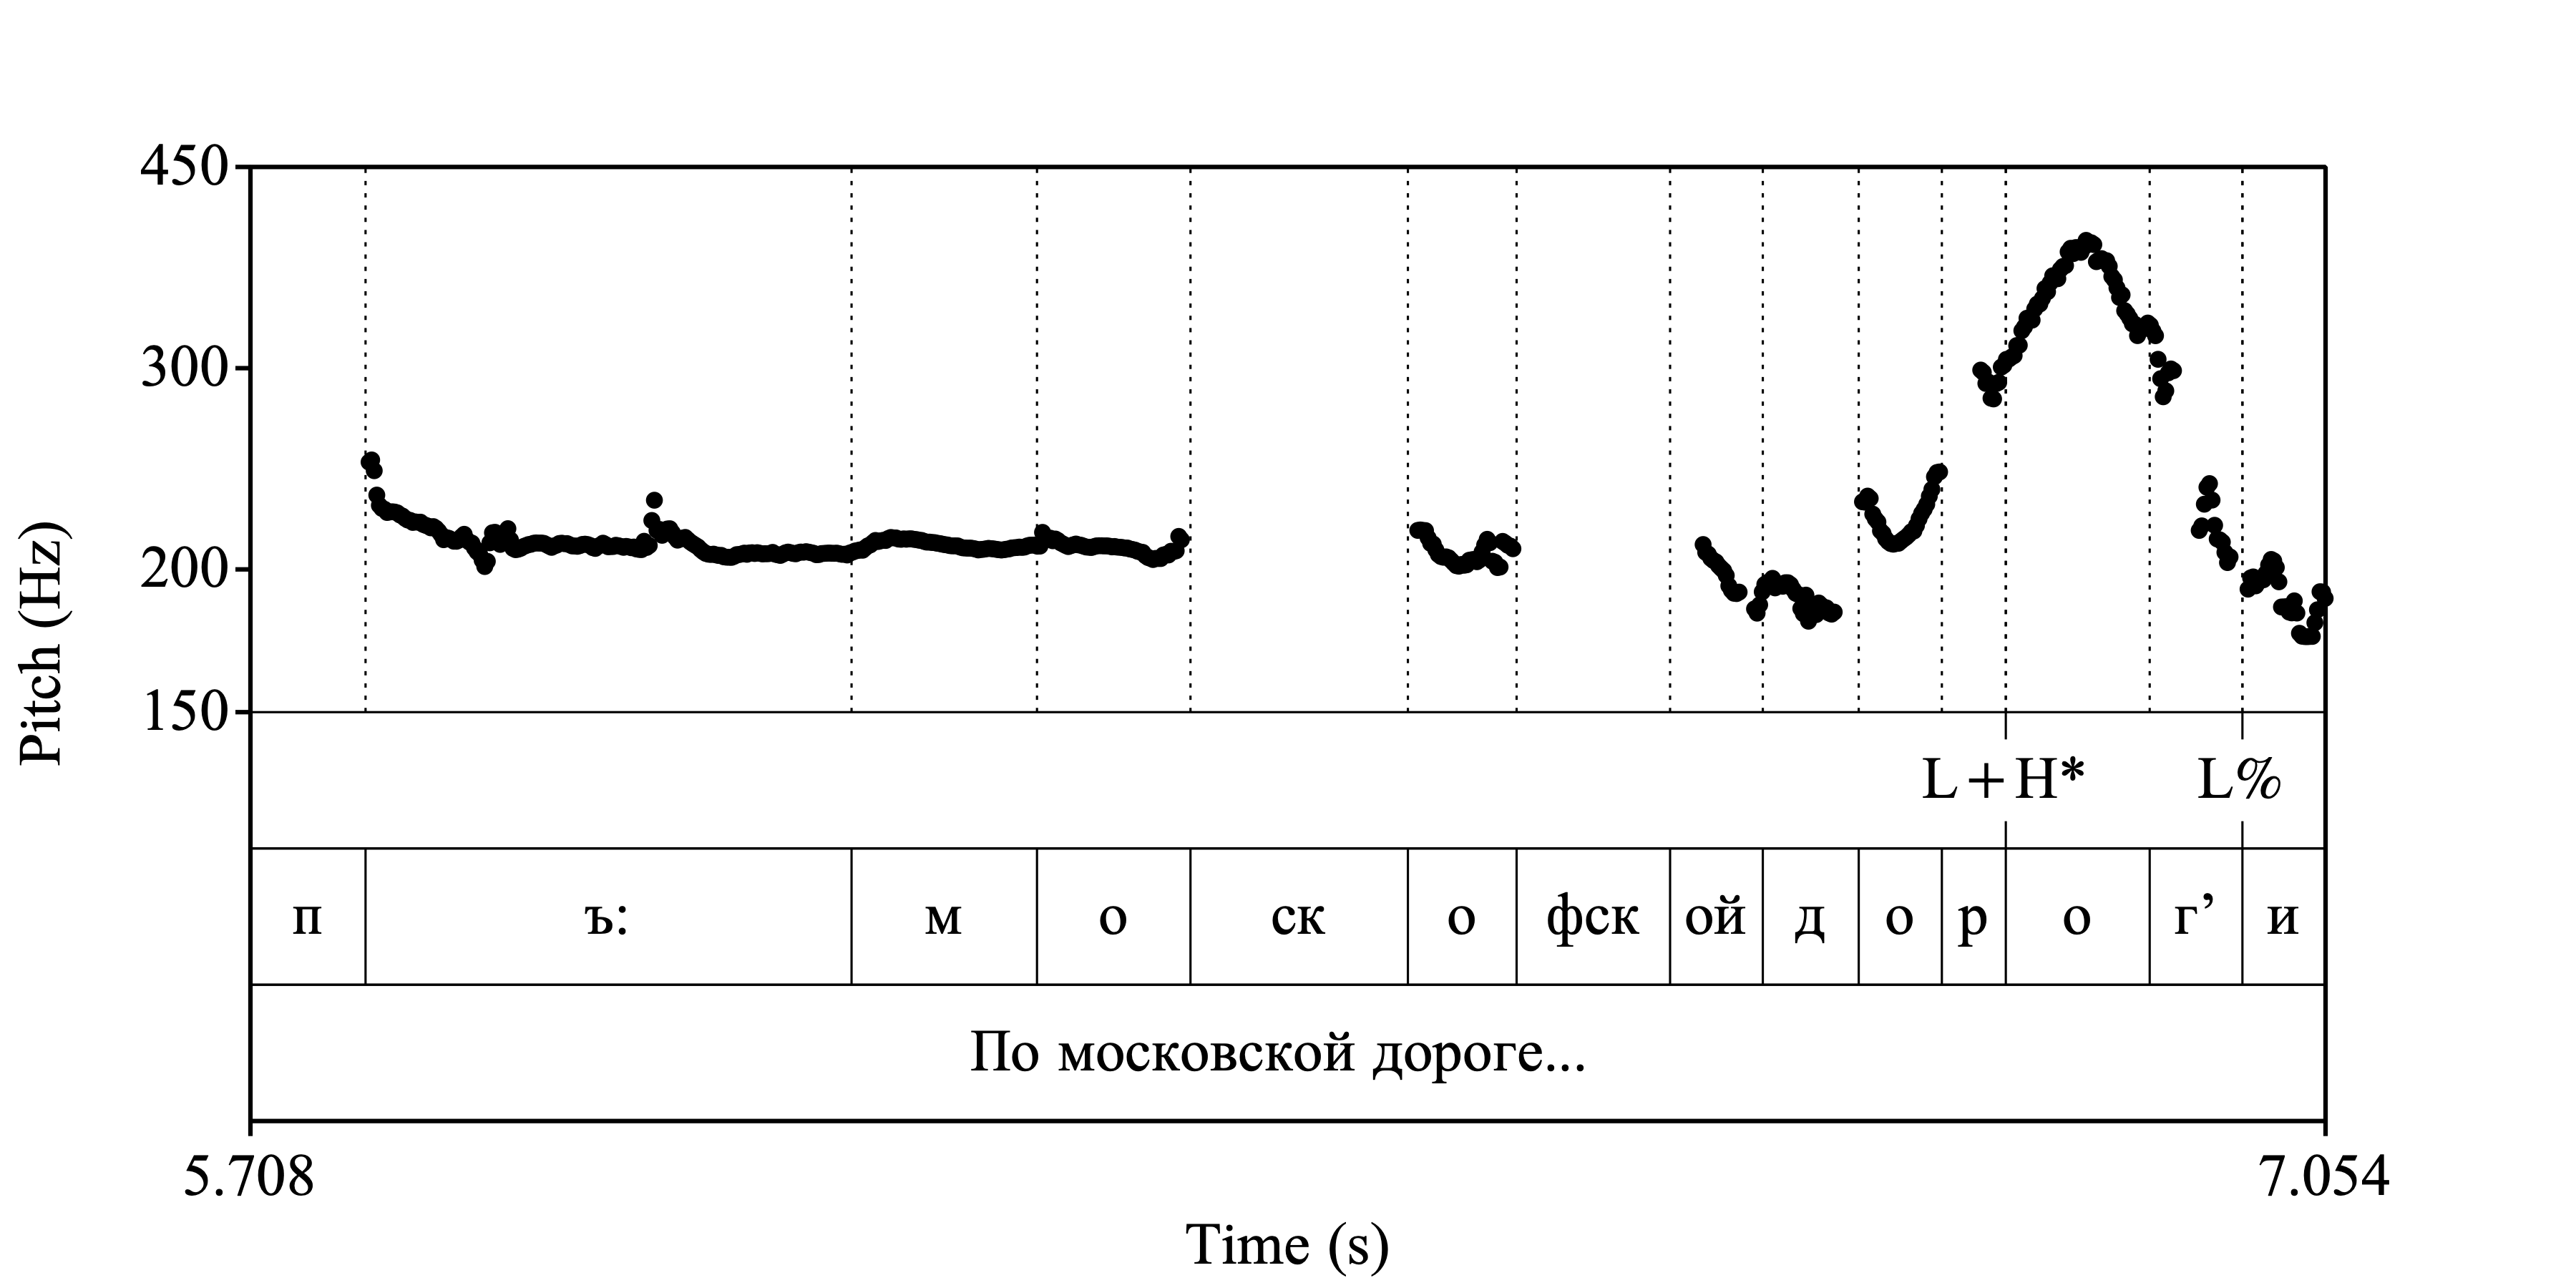 450
300
200
150
Pitch (Hz)
L+H* L%
п ъ: м о ск о фск ой д о р о г’ и
По московской дороге...
5.708 7.054
Time (s)